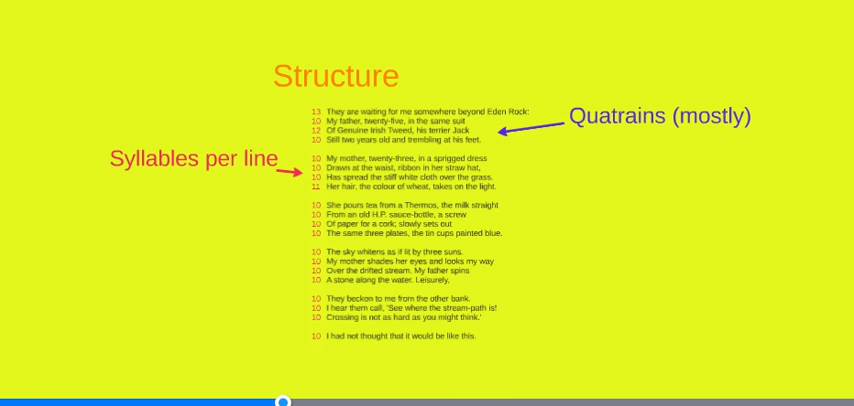 Structure
Quatrains (mostly)
Syllables per line
13 They are waiting for me somewhere beyond Eden Rock:
10 My father, twenty-five, in the same suit
12 Of Genuine Irish Tweed, his terrier Jack
10 Still two years old and trembling at his feet.
10 My mother, twenty-three, in a sprigged dress
10 Drawn at the waist, ribbon in her straw hat,
10 Has spread the stiff white cloth over the grass.
11 Her hair, the colour of wheat, takes on the light.
10 She pours tea from a Thermos, the milk straight
10 From an old H.P. sauce-bottle, a screw
10 Of paper for a cork; slowly sets out
10 The same three plates, the tin cups painted blue.
10 The sky whitens as if lit by three suns.
10 My mother shades her eyes and looks my way
10 Over the drifted stream. My father spins
10 A stone along the water. Leisurely,
10 They beckon to me from the other bank.
10 I hear them call, 'See where the stream-path is!
10 Crossing is not as hard as you might think.'
10 I had not thought that it would be like this.